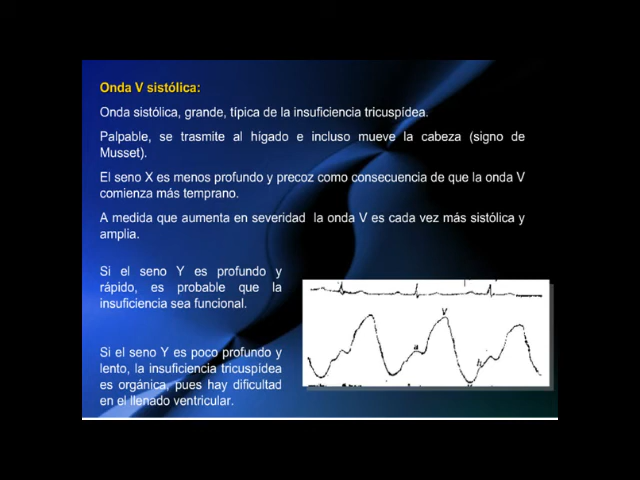 Onda V sistólica:
Onda sistólica, grande, típica de la insuficiencia tricuspídea.
Palpable, se trasmite al hígado e incluso mueve la cabeza (signo de
Musset).
El seno X es menos profundo y precoz como consecuencia de que la onda V
comienza más temprano.
A medida que aumenta en severidad la onda V es cada vez más sistólica y
amplia.
Si el seno Y es profundo y
rápido, es probable que la
insuficiencia sea funcional.
Si el seno Y es poco profundo y
lento, la insuficiencia tricuspídea
es orgánica, pues hay dificultad
en el llenado ventricular.
V